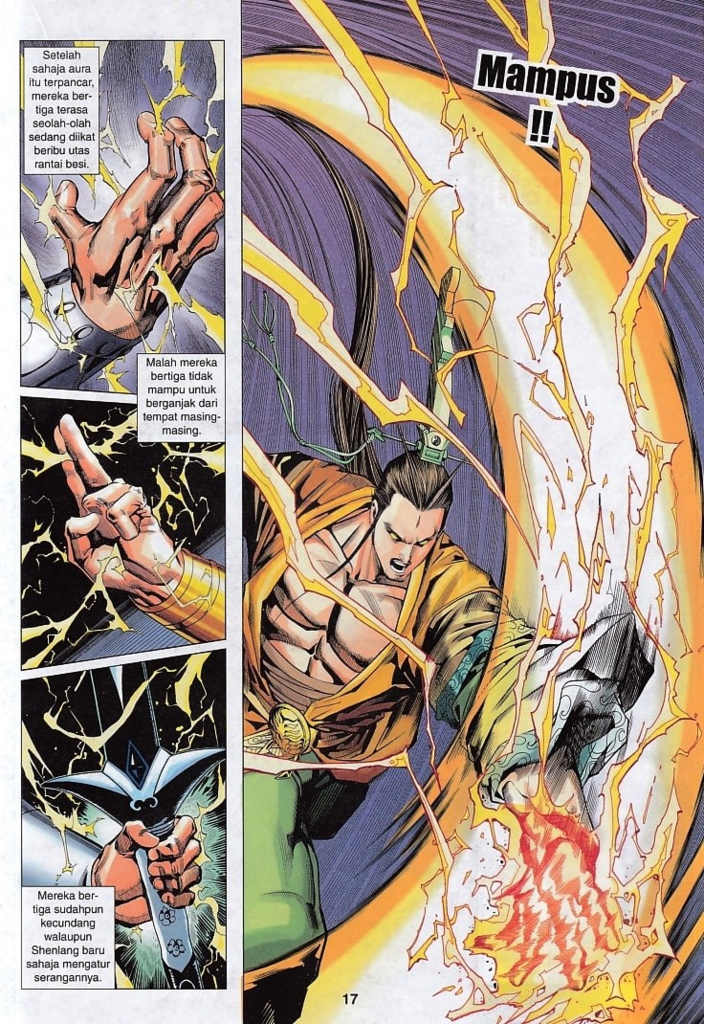 Setelah
sahaja aura
itu terpancar,
mereka ber-
tiga terasa
seolah-olah
sedang diikat
beribu utas
rantai besi.
Malah mereka
bertiga tidak
mampu untuk
berganjak dari
tempat masing-
masing.
Mereka ber-
tiga sudahpun
kecundang
walaupun
Shenlang baru
sahaja mengatur
serangannya.
Mampus
!!
17